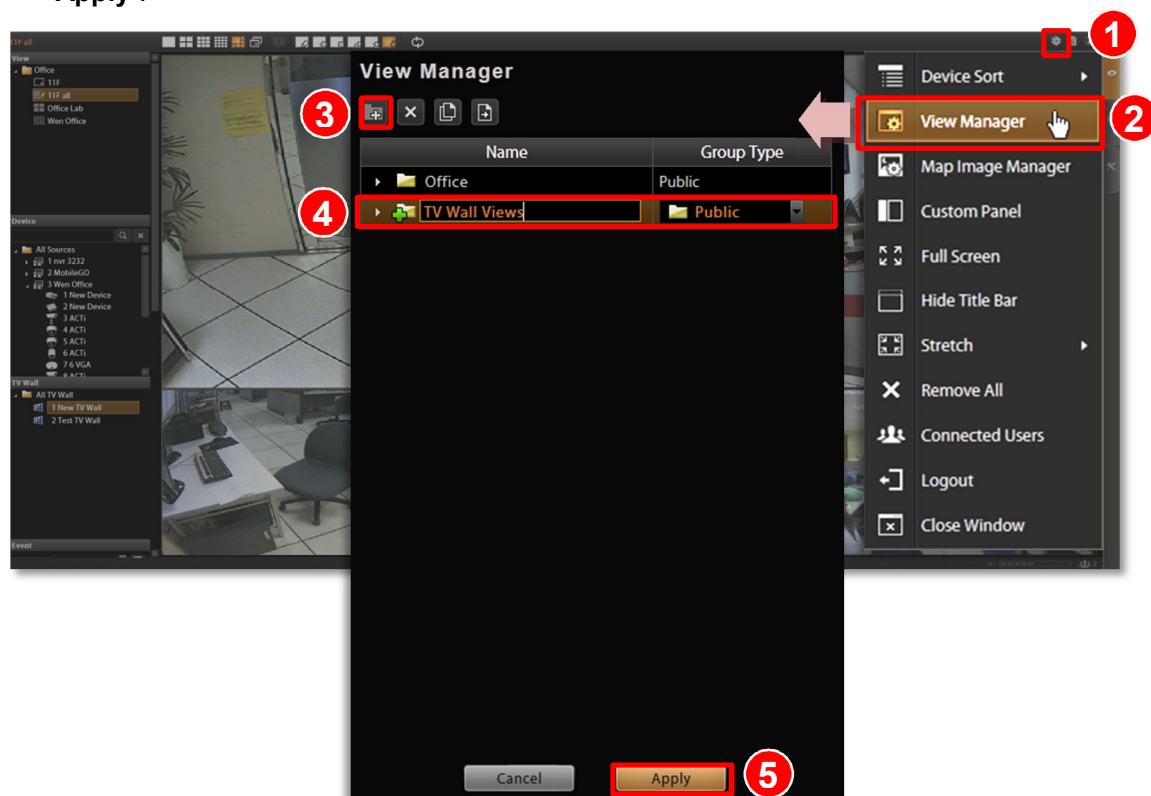 Apply
1
11F all
View
Office
11F
11F all
Office Lab
Wen Office
Device
All Sources
1 nvr 3232
2 MobileGO
3 Wen Office
1 New Device
2 New Device
3 ACTi
4 ACTi
5 ACTi
6 ACTi
7 6 VGA
8 ACTi
TV Wall
All TV Wall
1 New TV Wall
2 Test TV Wall
Event
View Manager
3
Name Group Type
Office Public
4
TV Wall Views Public
Cancel Apply
5
Device Sort
View Manager
2
Map Image Manager
Custom Panel
Full Screen
Hide Title Bar
Stretch
Remove All
Connected Users
Logout
Close Window
2